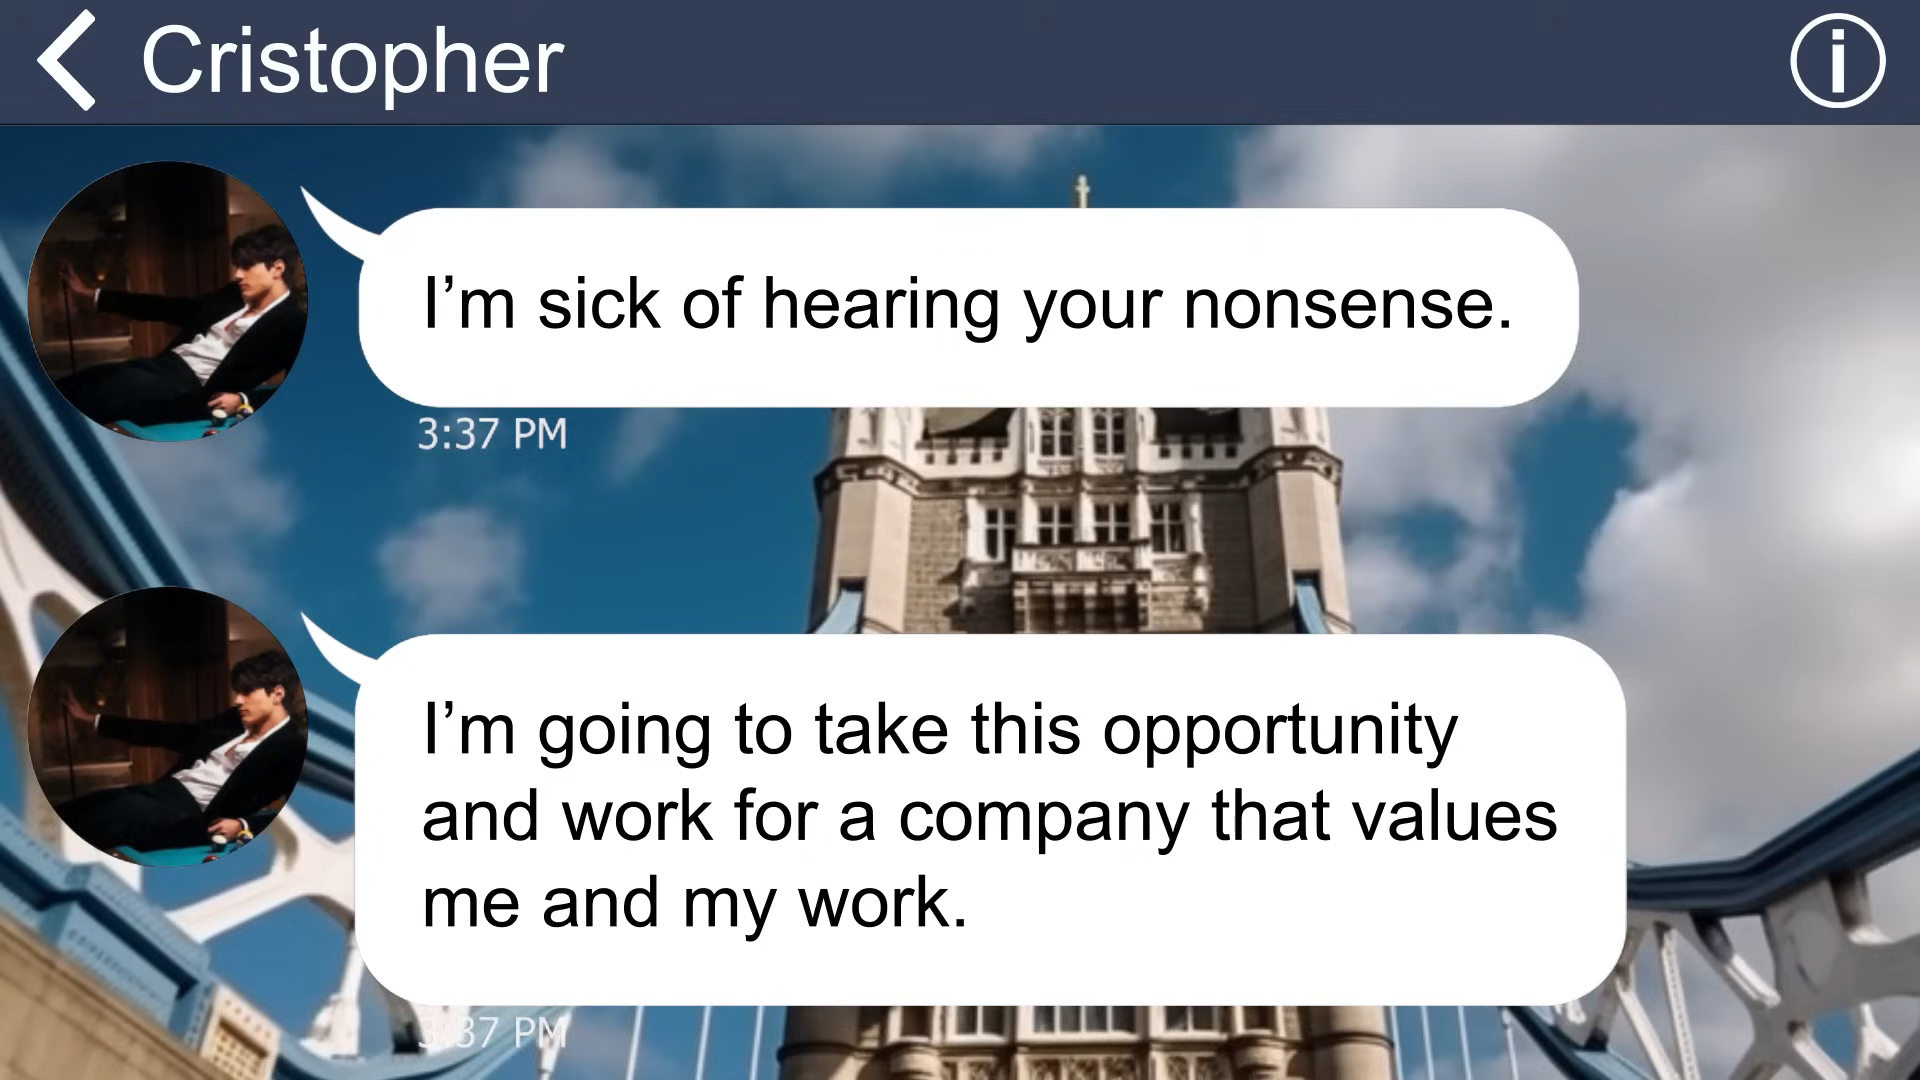 Cristopher
I’m sick of hearing your nonsense.
3:37 PM
I’m going to take this opportunity
and work for a company that values
me and my work.
3:37 PM